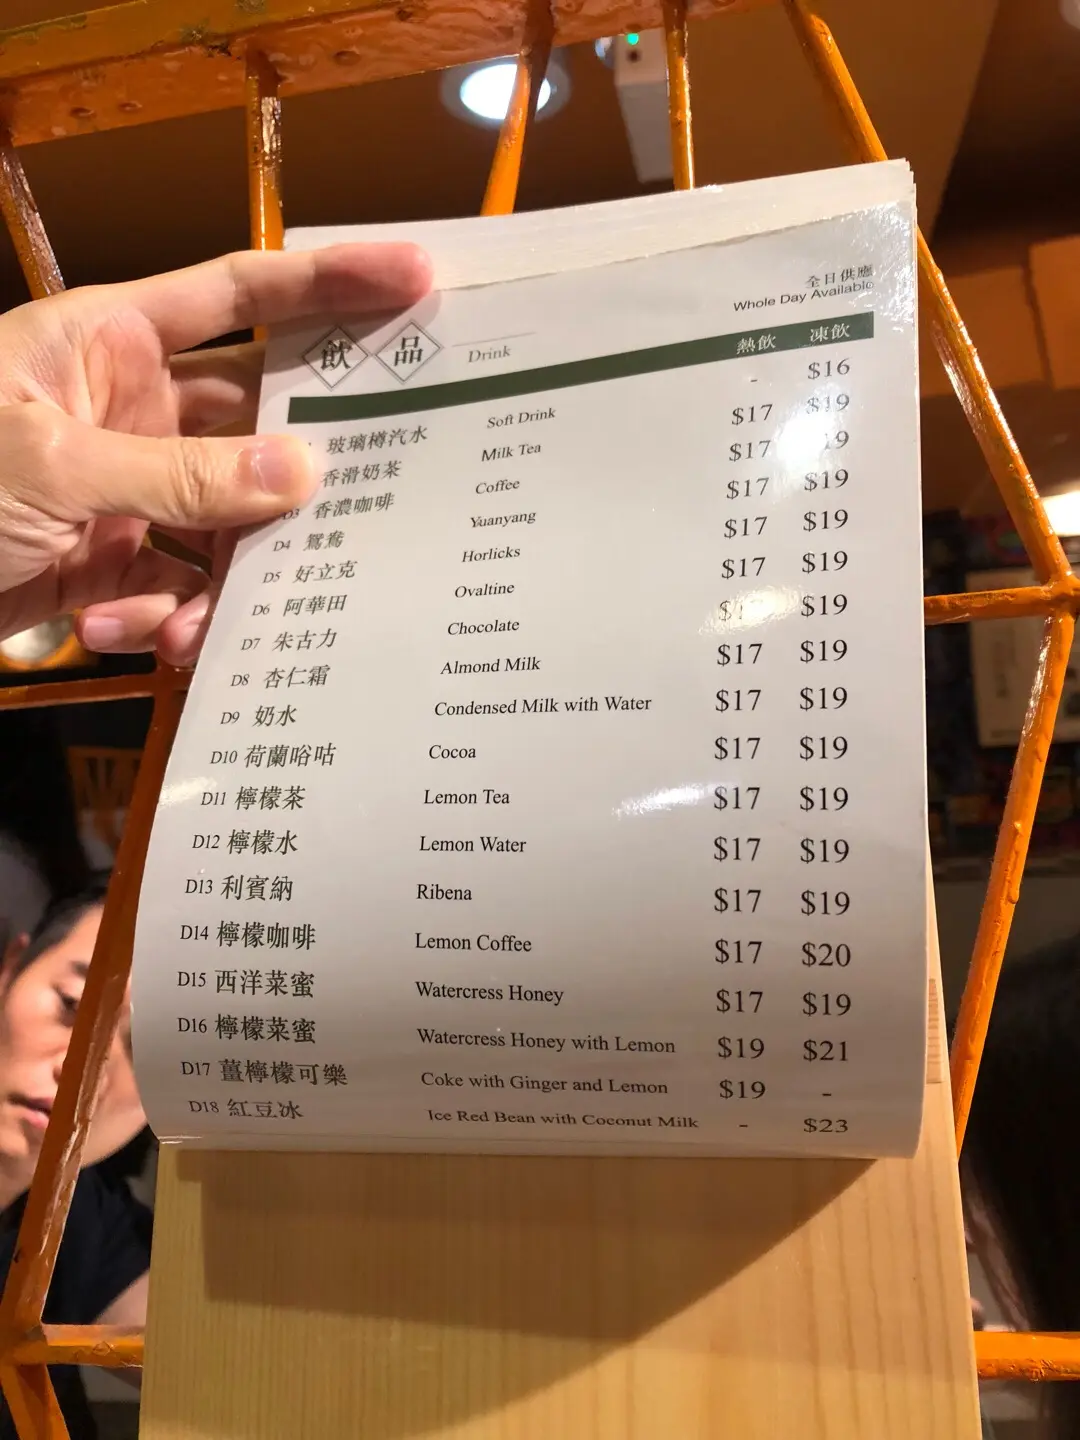 全日供應
Whole Day Available
飲品 Drink
熱飲 凍飲
玻璃樽汽水 Soft Drink - $16
香滑奶茶 Milk Tea $17 $19
D3 香濃咖啡 Coffee $17 19
D4 鴛鴦 Yuanyang $17 $19
D5 好立克 Horlicks $17 $19
D6 阿華田 Ovaltine $17 $19
D7 朱古力 Chocolate $19
D8 杏仁霜 Almond Milk $17 $19
D9 奶水 Condensed Milk with Water $17 $19
D10 荷蘭唂咕 Cocoa $17 $19
D11 檸檬茶 Lemon Tea $17 $19
D12 檸檬水 Lemon Water $17 $19
D13 利賓納 Ribena $17 $19
D14 檸檬咖啡 Lemon Coffee $17 $20
D15 西洋菜蜜 Watercress Honey $17 $19
D16 檸檬菜蜜 Watercress Honey with Lemon $19 $21
D17 薑檸檬可樂 Coke with Ginger and Lemon $19 -
D18 紅豆冰 Ice Red Bean with Coconut Milk - $23